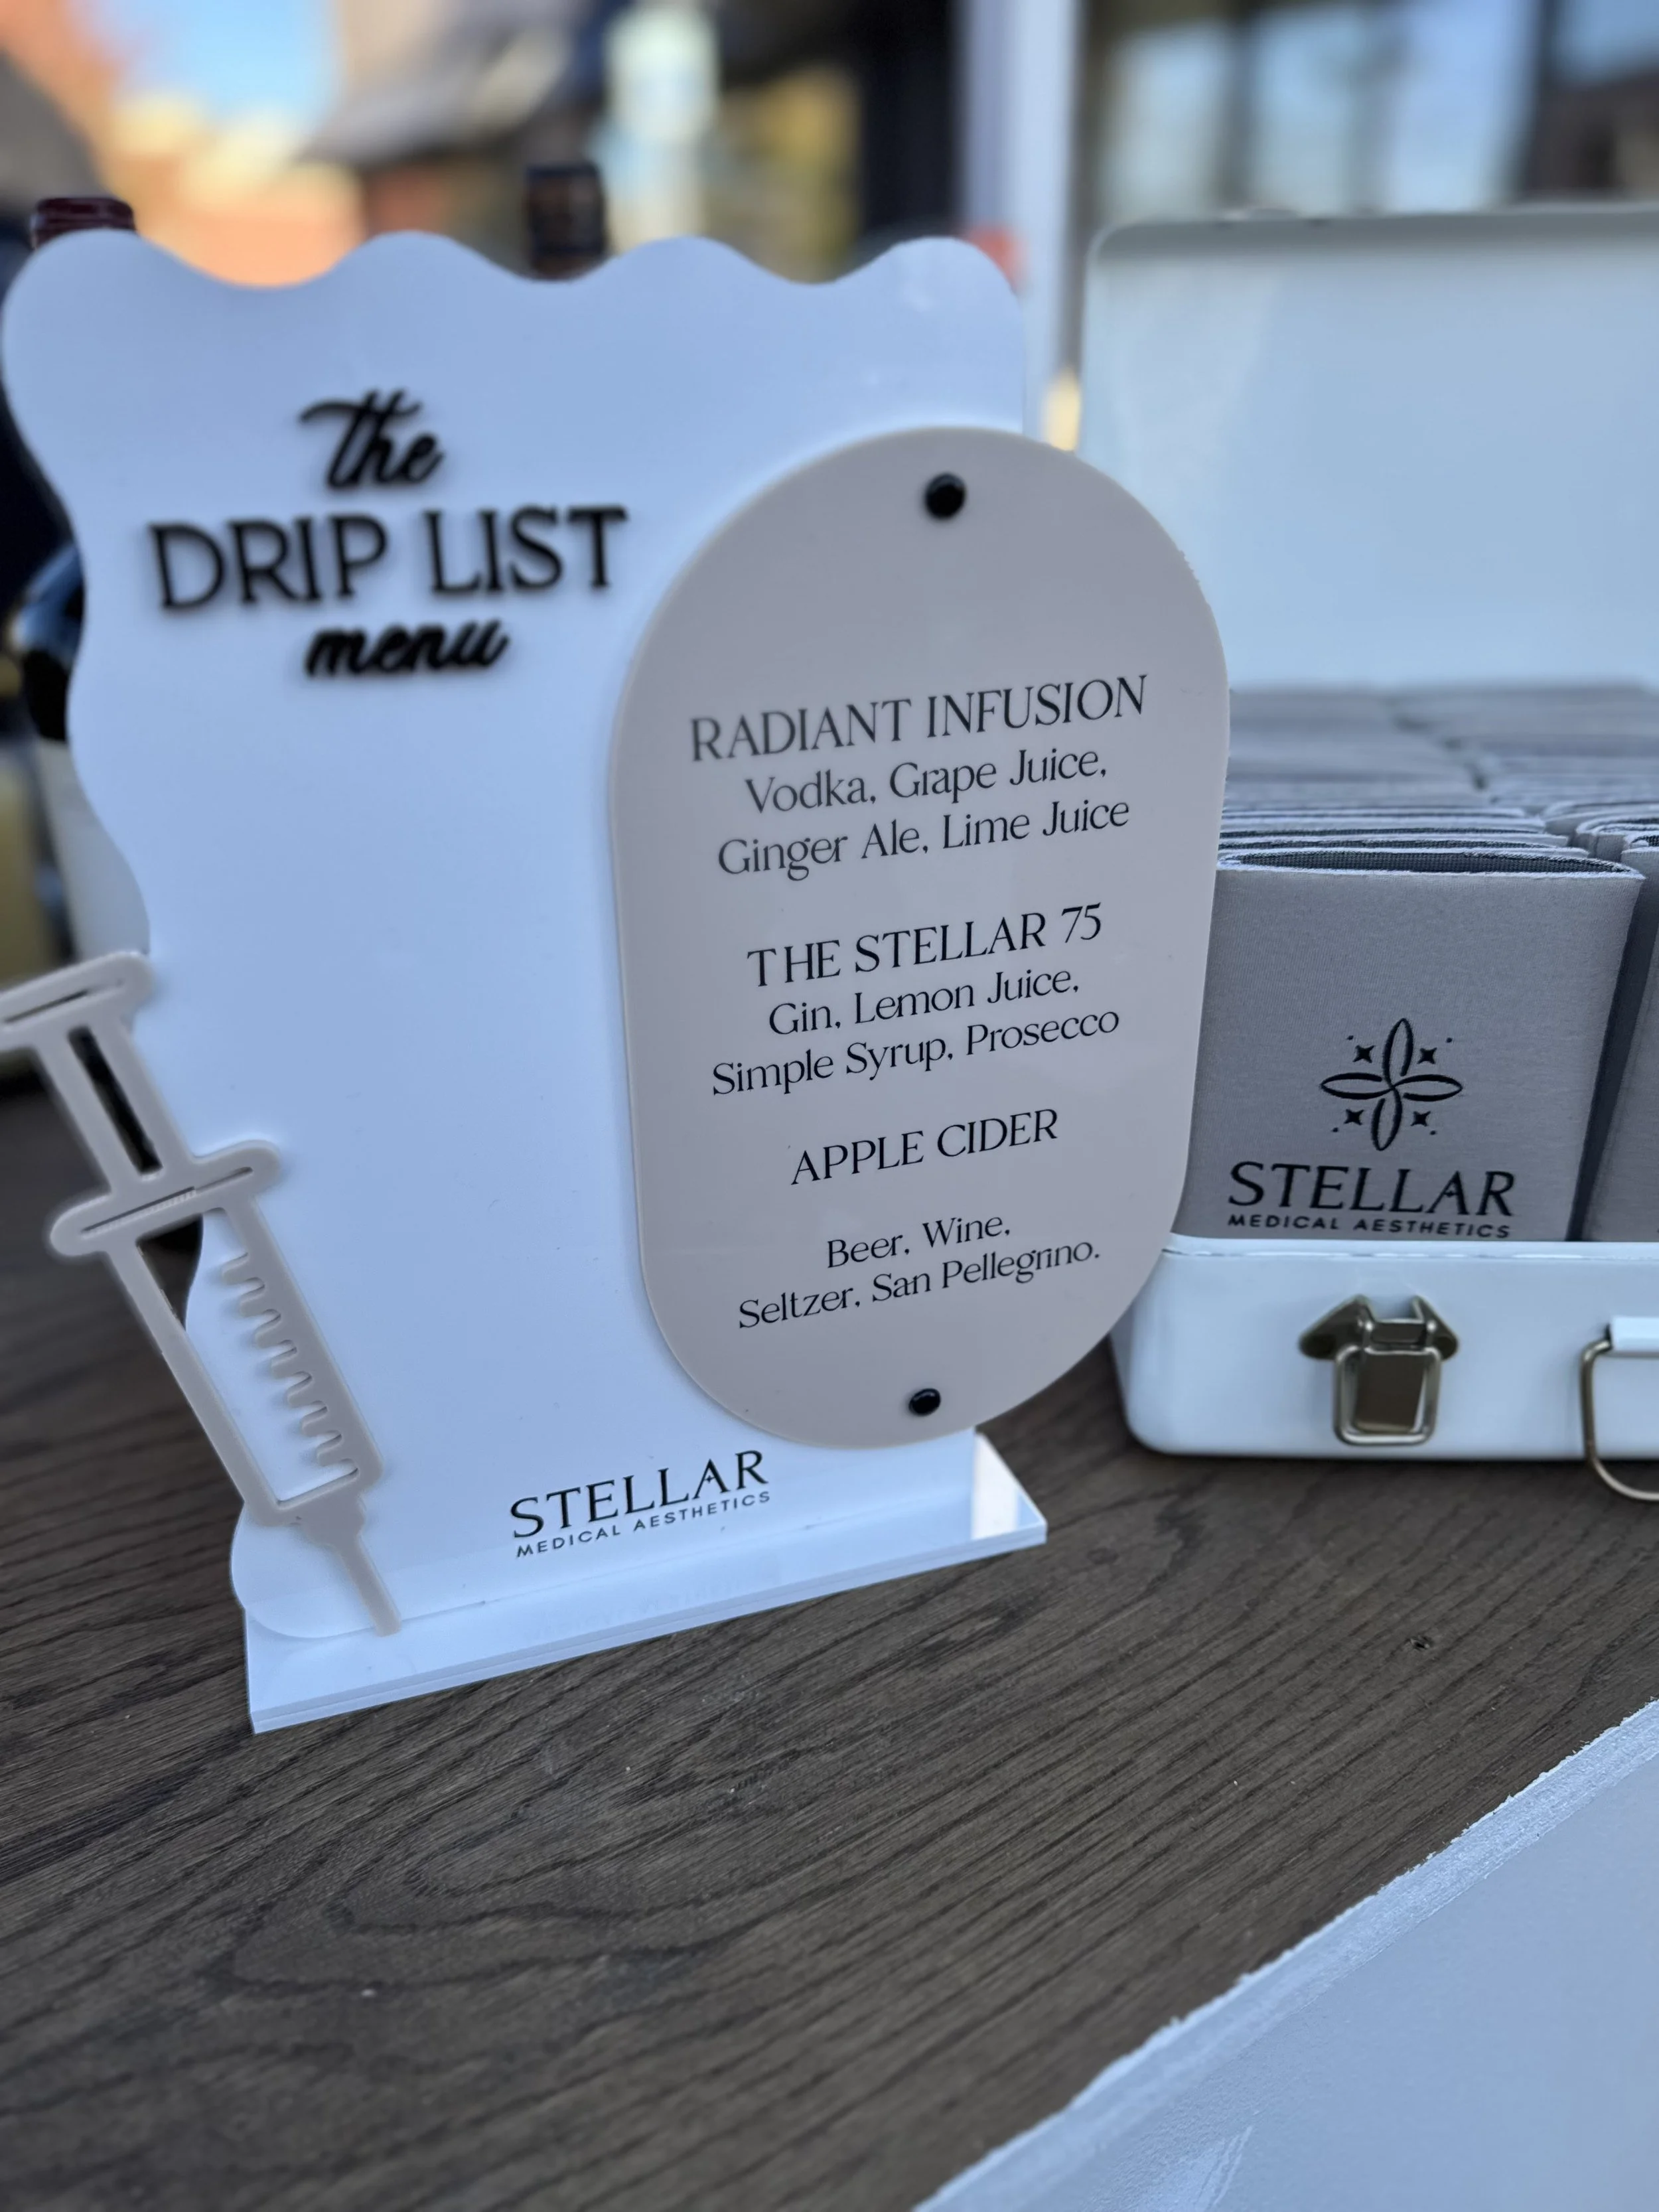 the
DRIP LIST
menu
RADIANT INFUSION
Vodka, Grape Juice,
Ginger Ale, Lime Juice
THE STELLAR 75
Gin, Lemon Juice,
Simple Syrup, Prosecco
APPLE CIDER
Beer, Wine,
Seltzer, San Pellegrino.
STELLAR
MEDICAL AESTHETICS
STELLAR
MEDICAL AESTHETICS